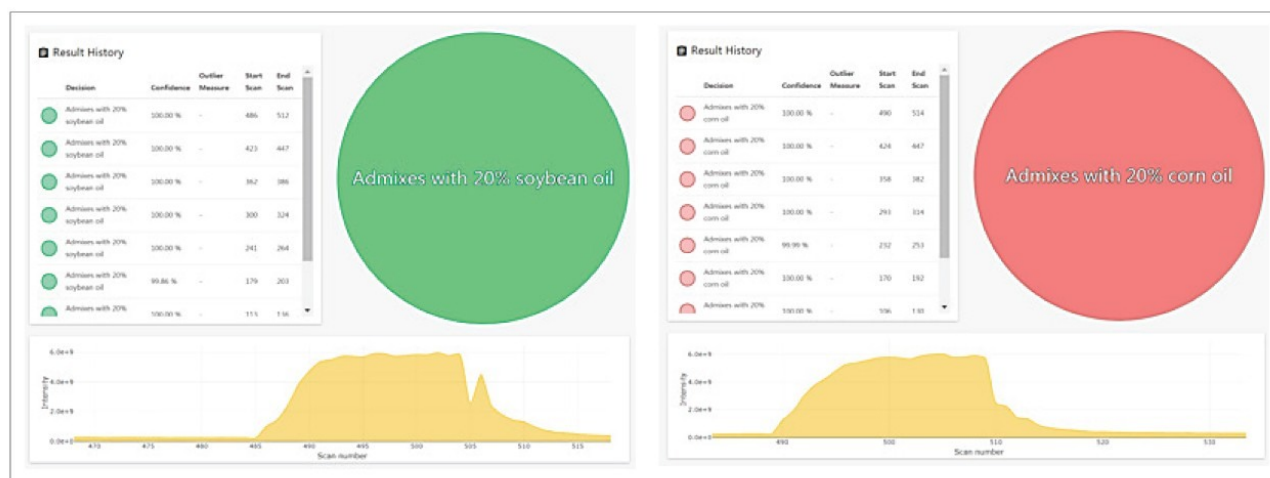 Result History
Decision Confidence Outlier Measure Start Scan End Scan
Admixes with 20% soybean oil 100.00 % - 486 512
Admixes with 20% soybean oil 100.00 % - 423 447
Admixes with 20% soybean oil 100.00 % - 362 386
Admixes with 20% soybean oil 100.00 % - 300 324
Admixes with 20% soybean oil 100.00 % - 241 264
Admixes with 20% soybean oil 99.86 % - 179 203
Admixes with 20% soybean oil 100.00 % - 113 136
Admixes with 20% soybean oil
6.0e+9
4.0e+9
2.0e+9
0.0e+0
Intensity
470 475 480 485 490 495 500 505 510 515
Scan number
Result History
Decision Confidence Outlier Measure Start Scan End Scan
Admixes with 20% corn oil 100.00 % - 490 514
Admixes with 20% corn oil 100.00 % - 424 447
Admixes with 20% corn oil 100.00 % - 358 382
Admixes with 20% corn oil 100.00 % - 293 314
Admixes with 20% corn oil 99.99 % - 232 253
Admixes with 20% corn oil 100.00 % - 170 192
Admixes with 20% corn oil 100.00 % - 106 130
Admixes with 20% corn oil
6.0e+9
4.0e+9
2.0e+9
0.0e+0
Intensity
490 500 510 520 530
Scan number